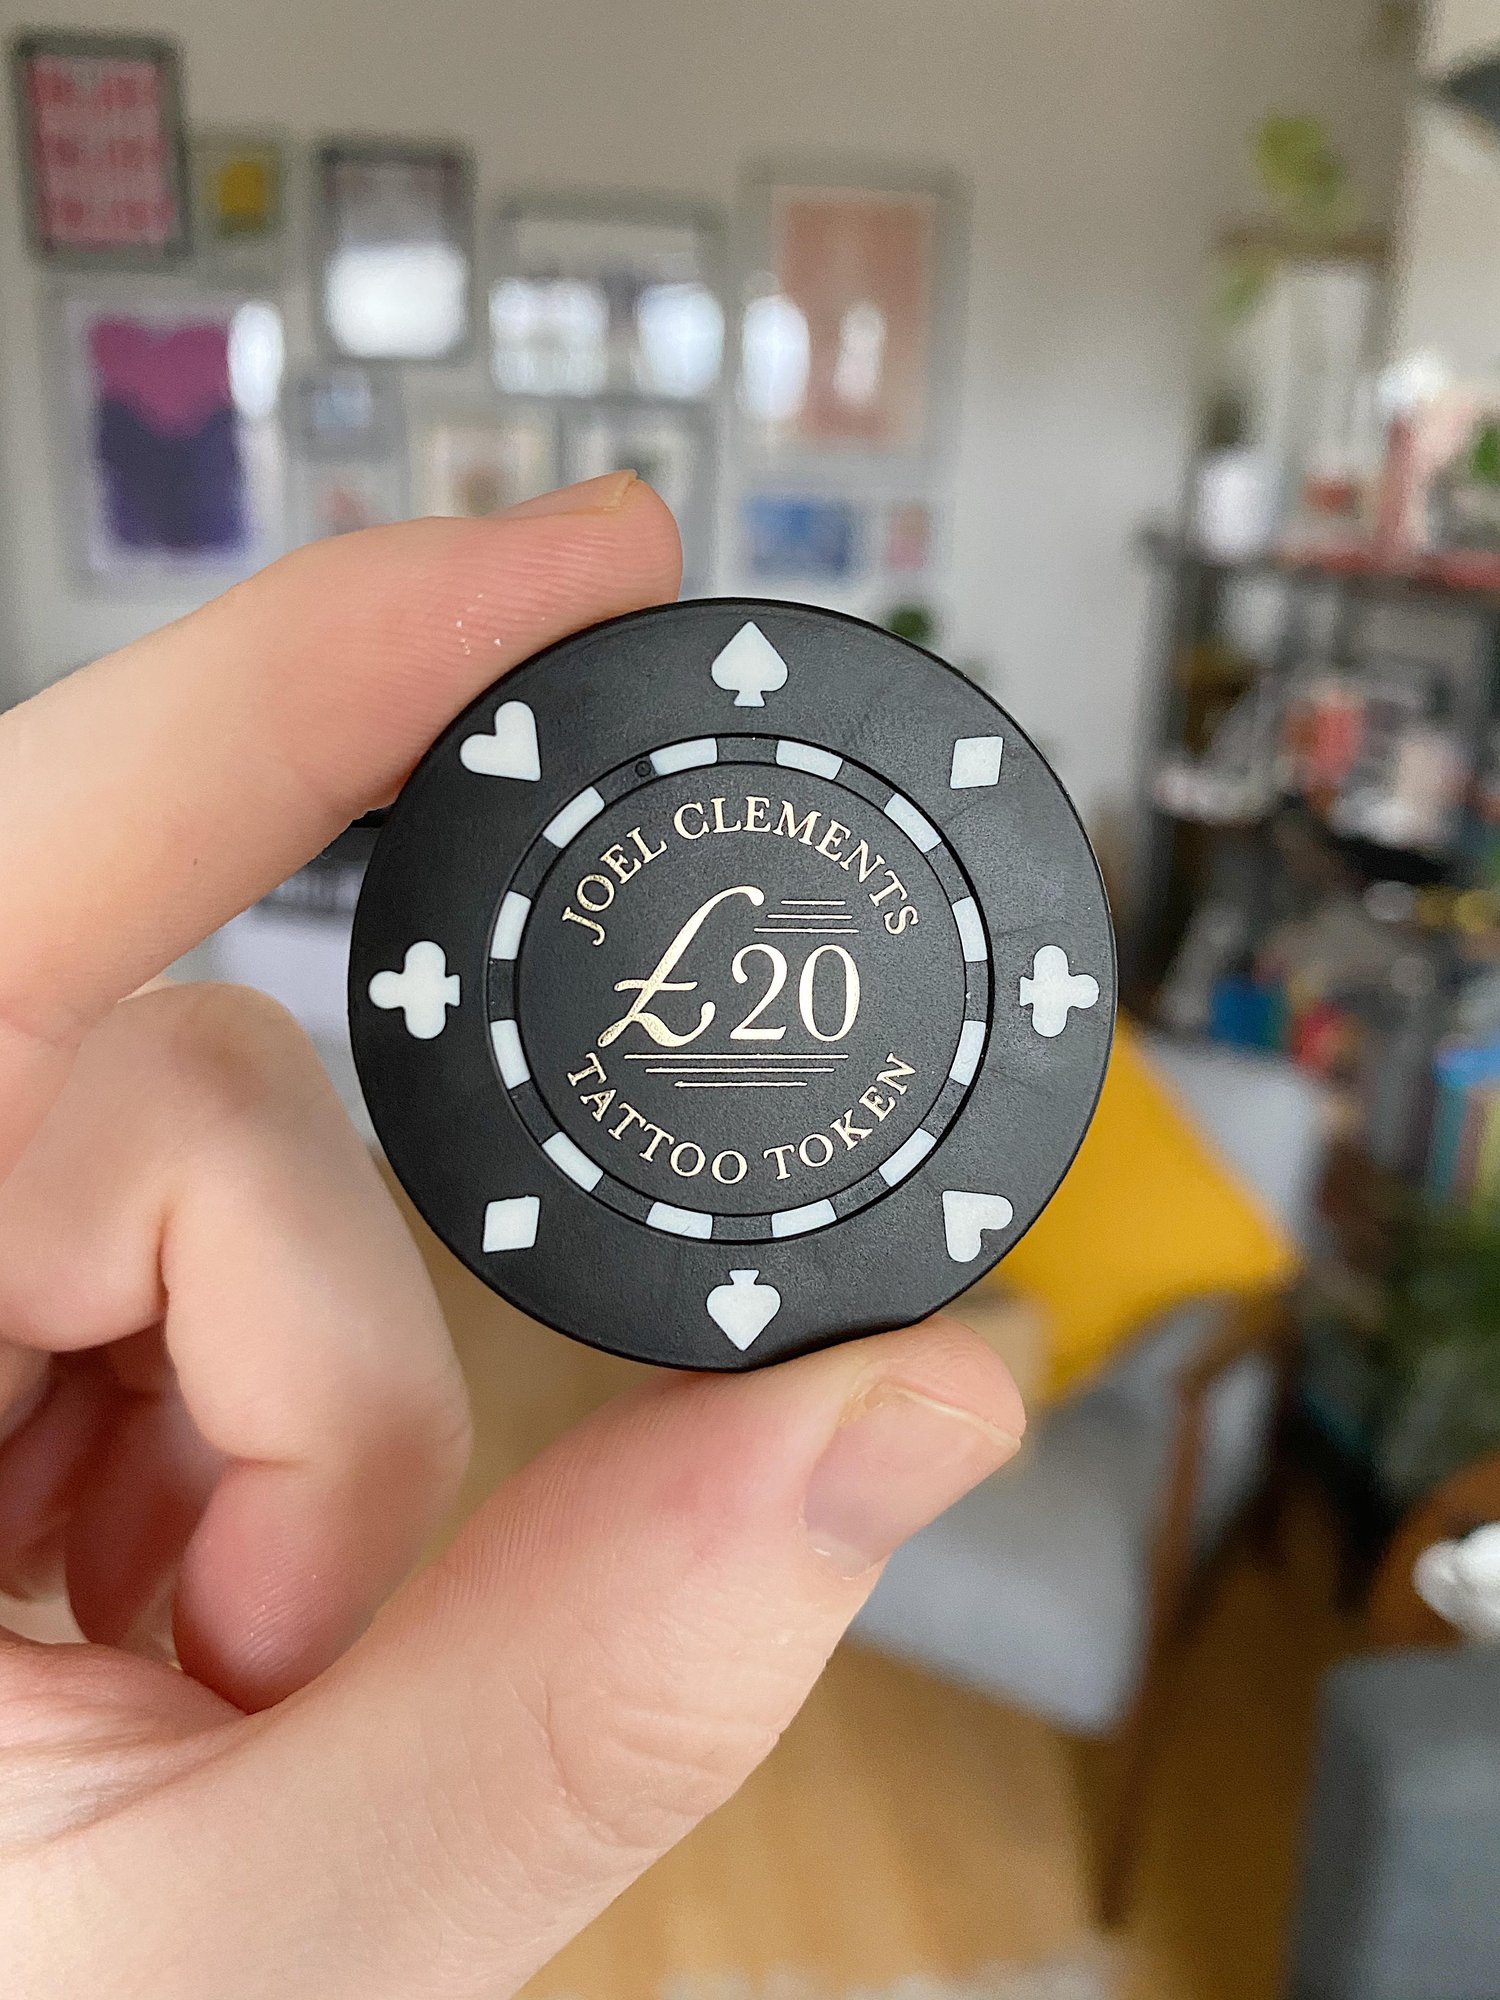 JOEL CLEMENTS
£20
TATTOO TOKEN